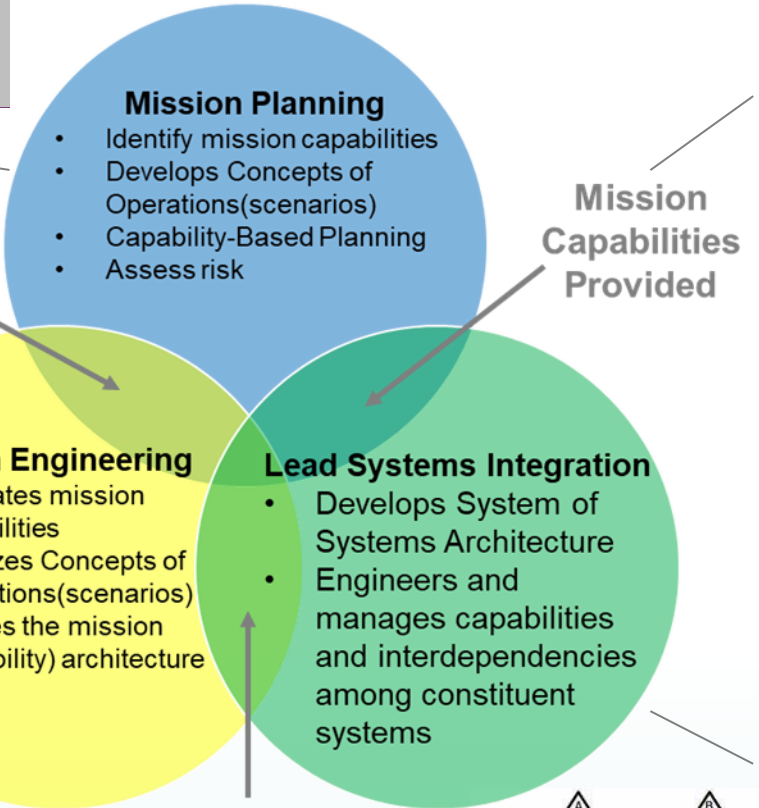 Mission Planning
• Identify mission capabilities
• Develops Concepts of
Operations(scenarios)
• Capability-Based Planning
• Assess risk
Mission
Capabilities
Provided
Engineering
ates mission
ilities
zes Concepts of
tions(scenarios)
es the mission
bility) architecture
Lead Systems Integration
• Develops System of
Systems Architecture
• Engineers and
manages capabilities
and interdependencies
among constituent
systems
A
B